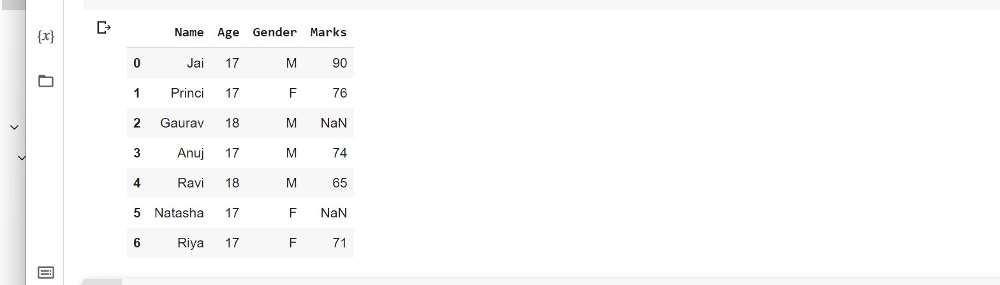 {x}
Name Age Gender Marks
0 Jai 17 M 90
1 Princi 17 F 76
2 Gaurav 18 M NaN
3 Anuj 17 M 74
4 Ravi 18 M 65
5 Natasha 17 F NaN
6 Riya 17 F 71